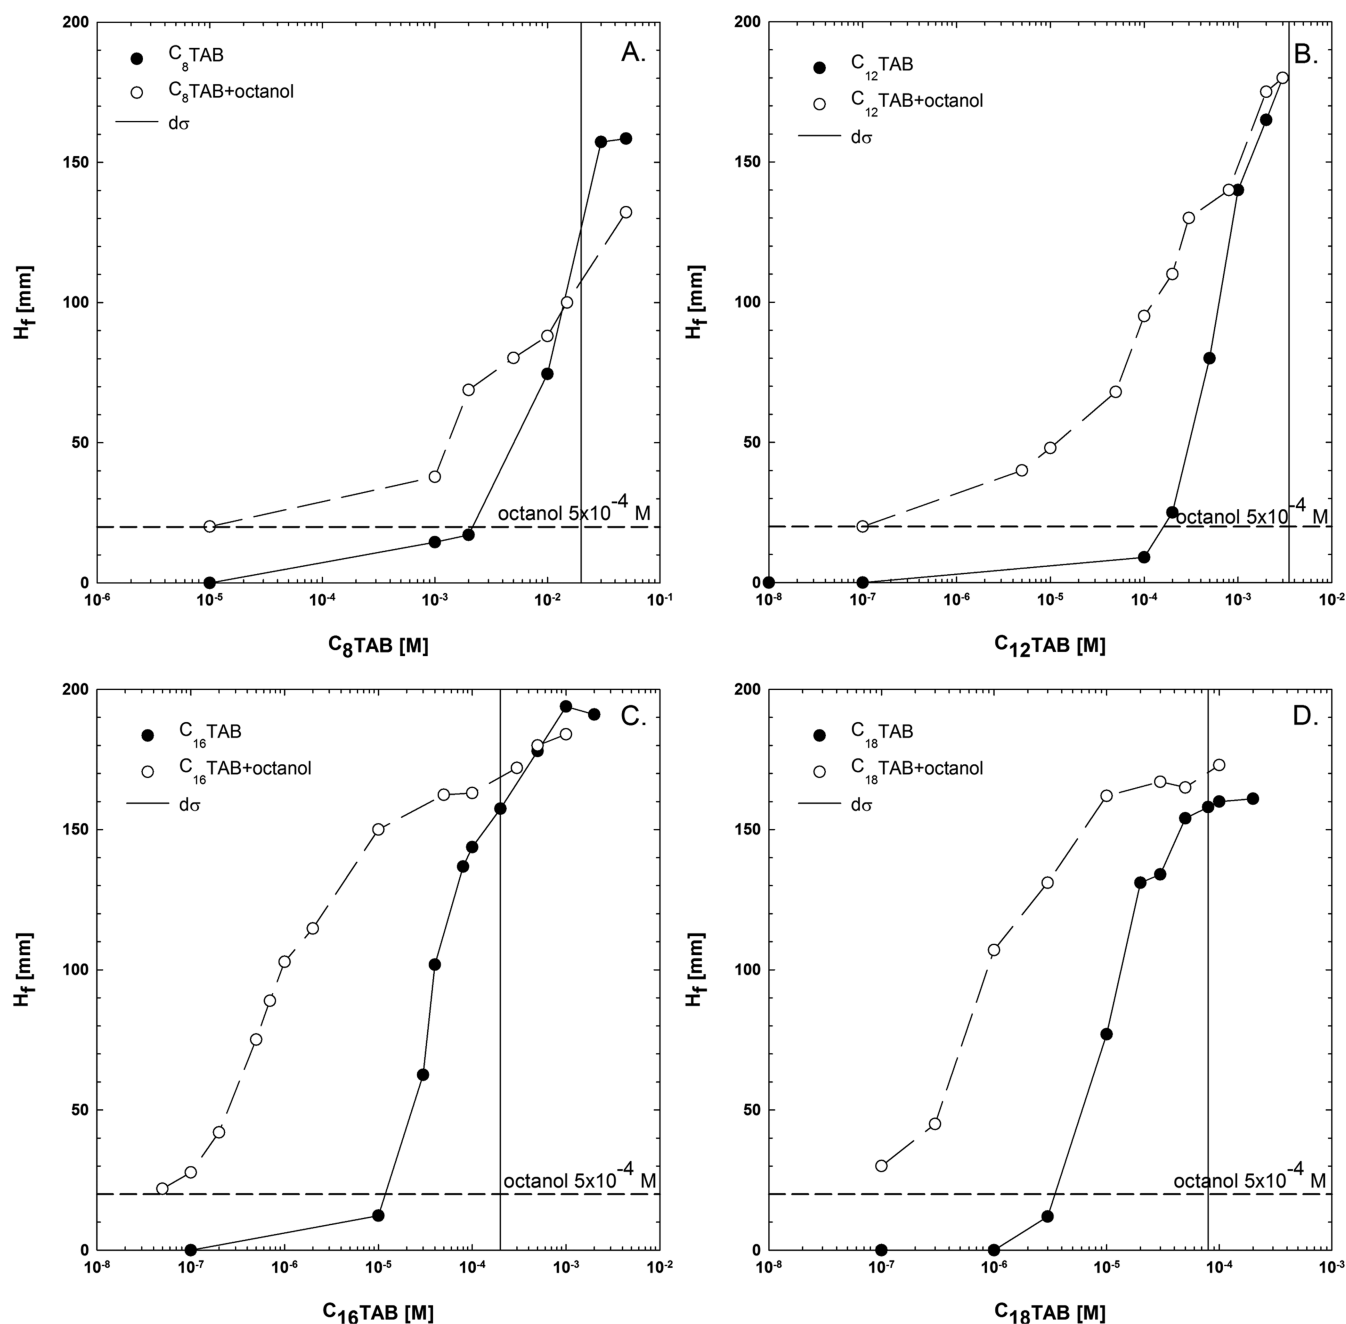 A.
C₈TAB
C₈TAB+octanol
dσ
200
150
100
50
0
Hf [mm]
octanol 5x10⁻⁴ M
10⁻⁶ 10⁻⁵ 10⁻⁴ 10⁻³ 10⁻² 10⁻¹
C₈TAB [M]
B.
C₁₂TAB
C₁₂TAB+octanol
dσ
200
150
100
50
0
Hf [mm]
octanol 5x10⁻⁴ M
10⁻⁸ 10⁻⁷ 10⁻⁶ 10⁻⁵ 10⁻⁴ 10⁻³ 10⁻²
C₁₂TAB [M]
C.
C₁₆TAB
C₁₆TAB+octanol
dσ
200
150
100
50
0
Hf [mm]
octanol 5x10⁻⁴ M
10⁻⁸ 10⁻⁷ 10⁻⁶ 10⁻⁵ 10⁻⁴ 10⁻³ 10⁻²
C₁₆TAB [M]
D.
C₁₈TAB
C₁₈TAB+octanol
dσ
200
150
100
50
0
Hf [mm]
octanol 5x10⁻⁴ M
10⁻⁸ 10⁻⁷ 10⁻⁶ 10⁻⁵ 10⁻⁴ 10⁻³
C₁₈TAB [M]